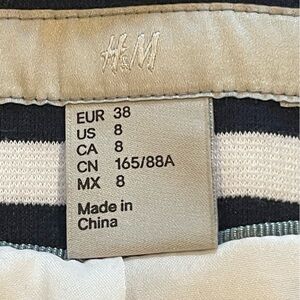 H&M
EUR 38
US 8
CA 8
CN 165/88A
MX 8
Made in
China